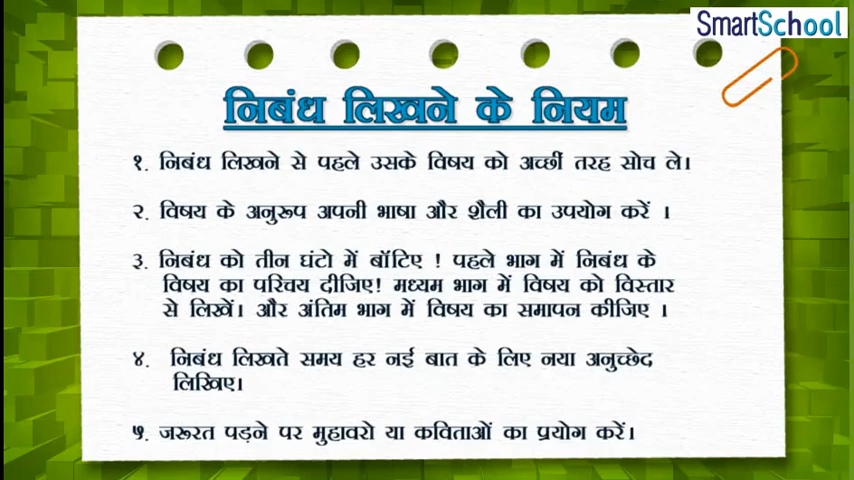 SmartSchool
निबंध लिखने के नियम
१. निबंध लिखने से पहले उसके विषय को अच्छीं तरह सोच ले।
२. विषय के अनुरूप अपनी भाषा और शैली का उपयोग करें ।
३. निबंध को तीन घंटो में बाँटिए ! पहले भाग में निबंध के
विषय का परिचय दीजिए! मध्यम भाग में विषय को विस्तार
से लिखें। और अंतिम भाग में विषय का समापन कीजिए ।
४. निबंध लिखते समय हर नई बात के लिए नया अनुच्छेद
लिखिए।
५. जरूरत पड़ने पर मुहावरो या कविताओं का प्रयोग करें।